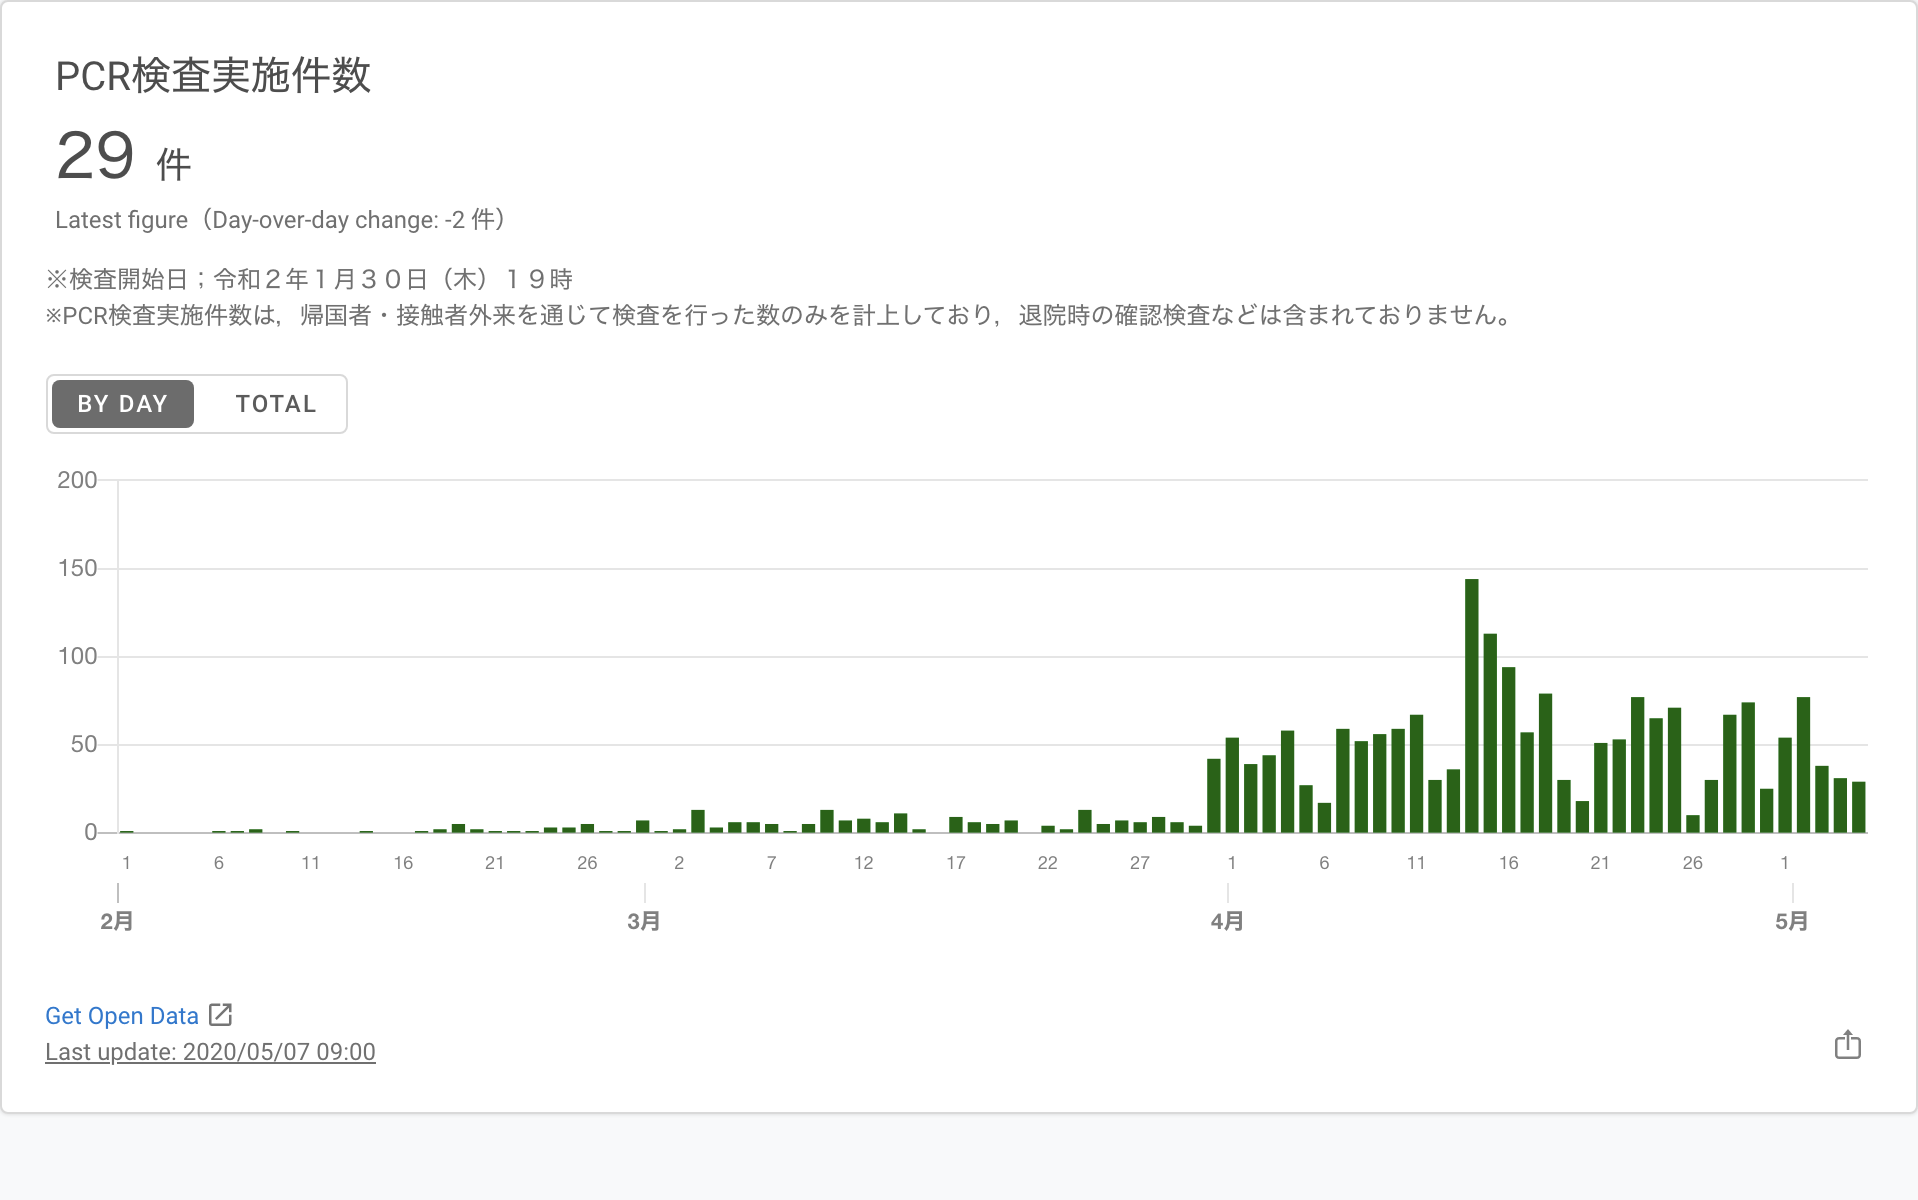 PCR検査実施件数
29 件
Latest figure（Day-over-day change: -2 件）
※検査開始日；令和２年１月３０日（木）１９時
※PCR検査実施件数は，帰国者・接触者外来を通じて検査を行った数のみを計上しており，退院時の確認検査などは含まれておりません。
BY DAY TOTAL
200
150
100
50
0
1 6 11 16 21 26 2 7 12 17 22 27 1 6 11 16 21 26 1
2月 3月 4月 5月
Get Open Data
Last update: 2020/05/07 09:00